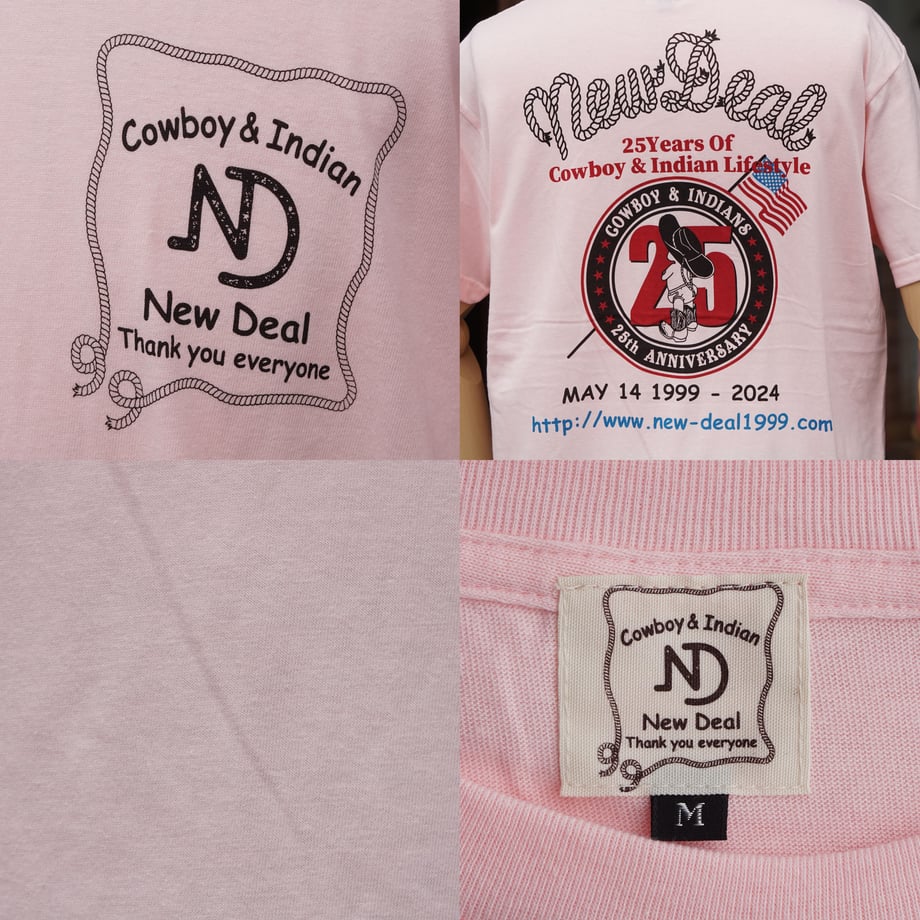 Cowboy & Indian
ND
New Deal
Thank you everyone
New Deal
25Years Of
Cowboy & Indian Lifestyle
COWBOY & INDIANS
25
25th ANNIVERSARY
MAY 14 1999 - 2024
http://www.new-deal1999.com
Cowboy & Indian
ND
New Deal
Thank you everyone
M